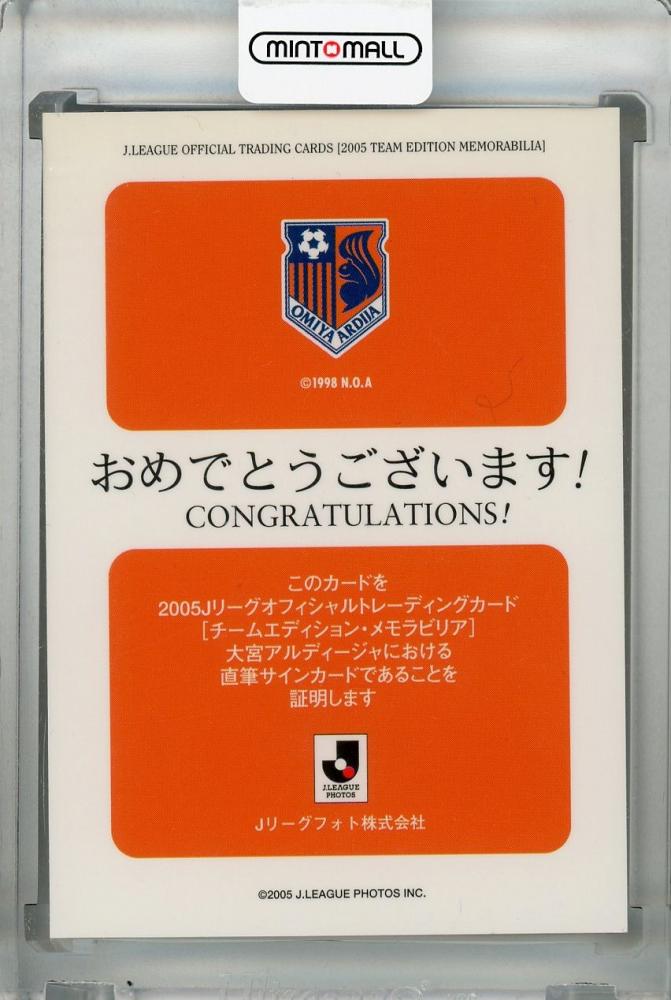 MINTMALL
J.LEAGUE OFFICIAL TRADING CARDS [2005 TEAM EDITION MEMORABILIA]
OMIYA ARDIJA
©1998 N.O.A
おめでとうございます!
CONGRATULATIONS!
このカードを
2005Jリーグオフィシャルトレーディングカード
[チームエディション・メモラビリア]
大宮アルディージャにおける
直筆サインカードであることを
証明します
J.LEAGUE
PHOTOS
Jリーグフォト株式会社
©2005 J.LEAGUE PHOTOS INC.